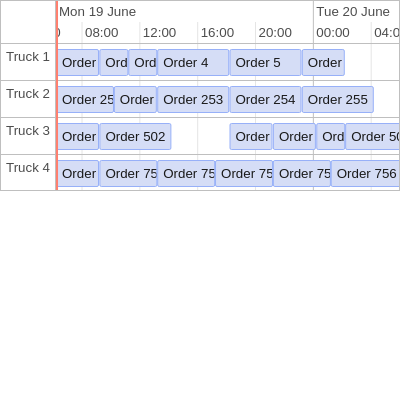 Mon 19 June Tue 20 June
08:00 12:00 16:00 20:00 00:00 04:0
Truck 1 Order Ord Ord Order 4 Order 5 Order
Truck 2 Order 25 Order Order 253 Order 254 Order 255
Truck 3 Order Order 502 Order Order Ord Order 50
Truck 4 Order Order 75 Order 75 Order 75 Order 75 Order 756